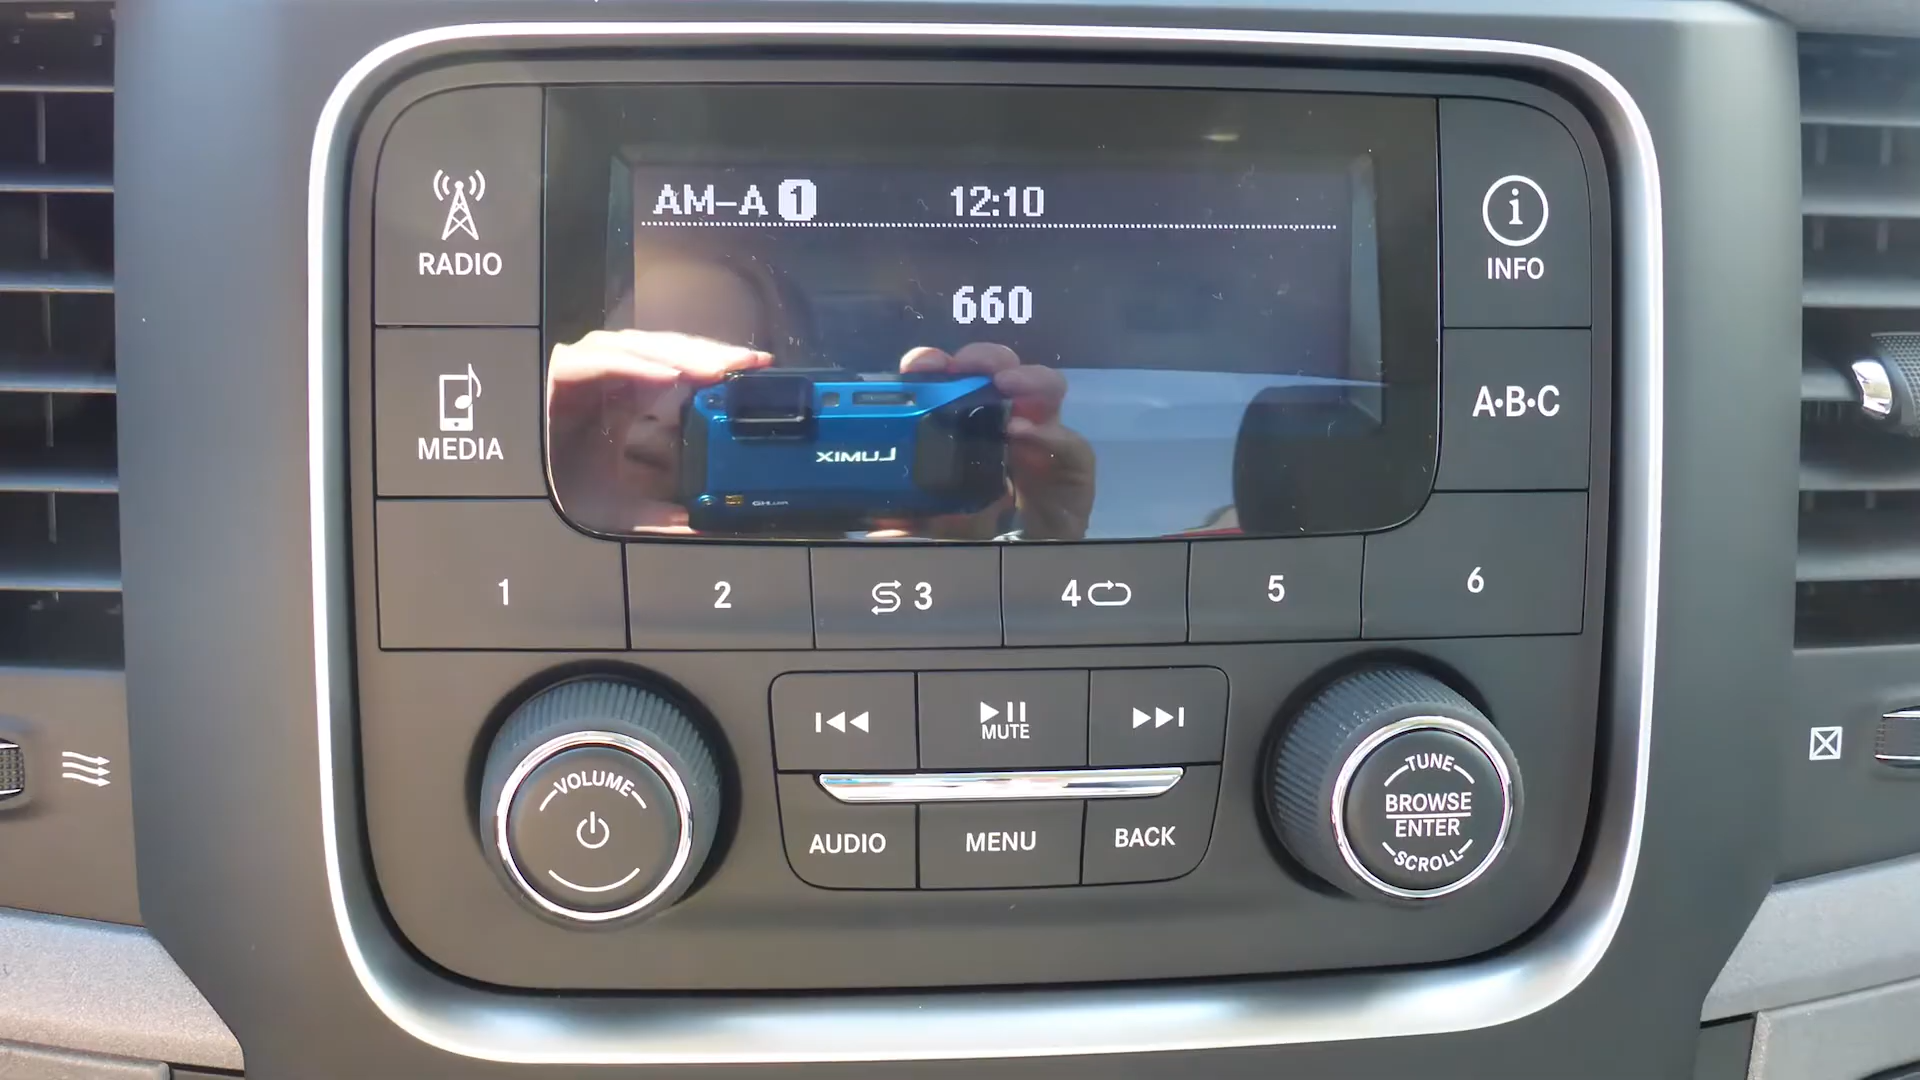 AM-A 1 12:10
660
RADIO
INFO
MEDIA
A•B•C
LUMIX
1 2 3 4 5 6
MUTE
VOLUME
TUNE
BROWSE
ENTER
SCROLL
AUDIO MENU BACK